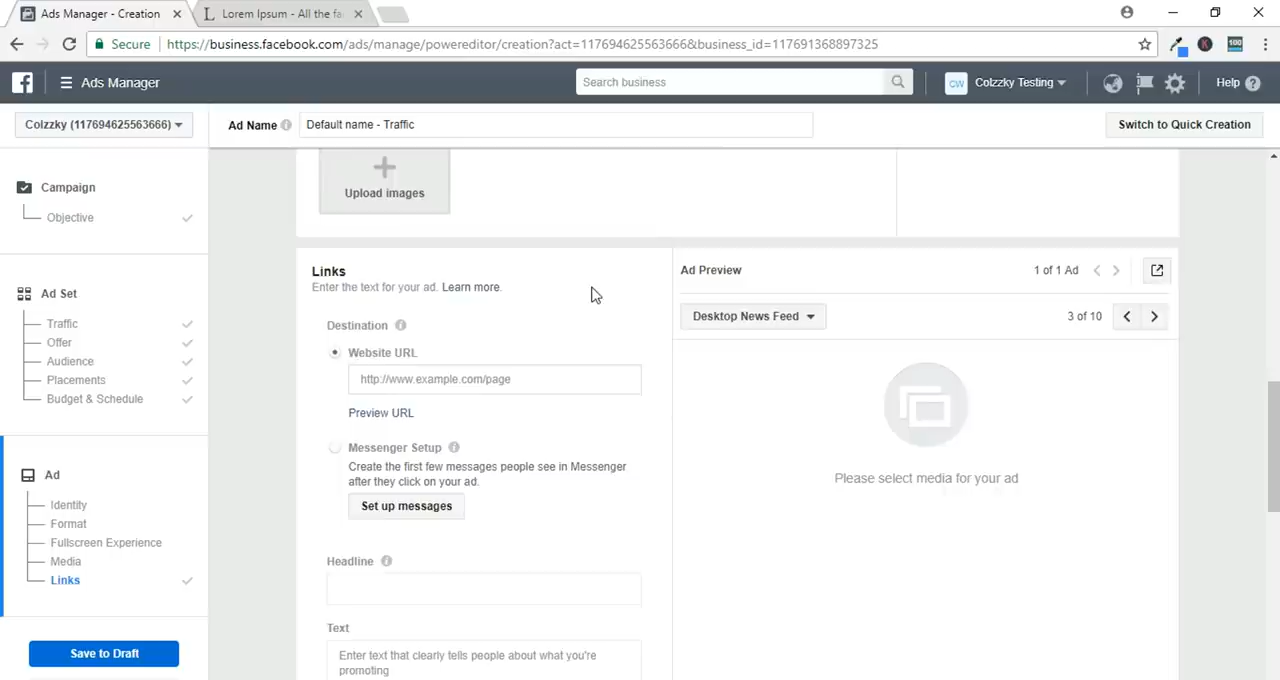 Ads Manager - Creation
Lorem Ipsum - All the fa
Secure
https://business.facebook.com/ads/manage/powereditor/creation?act=117694625563666&business_id=117691368897325
100
Ads Manager
Search business
CW
Colzzky Testing
Help
Colzzky (117694625563666)
Ad Name
Default name - Traffic
Switch to Quick Creation
Campaign
Objective
Ad Set
Traffic
Offer
Audience
Placements
Budget & Schedule
Ad
Identity
Format
Fullscreen Experience
Media
Links
Save to Draft
Upload images
Links
Enter the text for your ad. Learn more.
Destination
Website URL
http://www.example.com/page
Preview URL
Messenger Setup
Create the first few messages people see in Messenger
after they click on your ad.
Set up messages
Headline
Text
Enter text that clearly tells people about what you're
promoting
Ad Preview
1 of 1 Ad
Desktop News Feed
3 of 10
Please select media for your ad